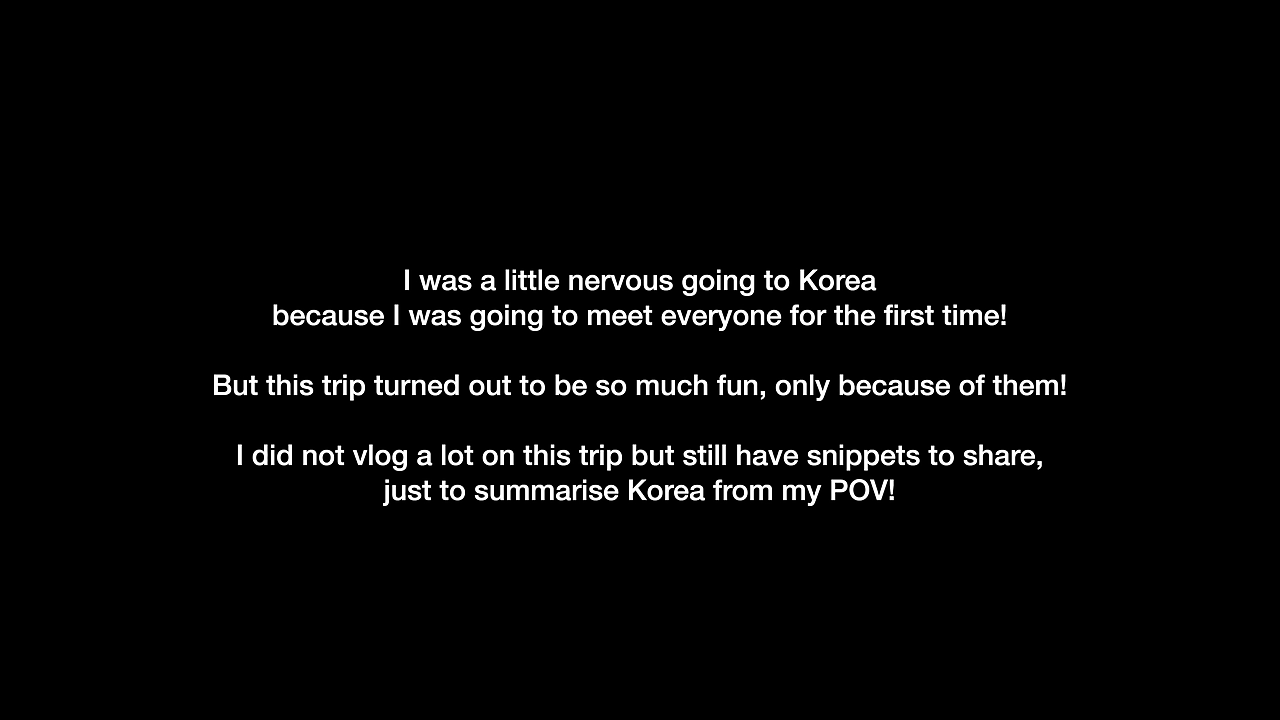 I was a little nervous going to Korea
because I was going to meet everyone for the first time!
But this trip turned out to be so much fun, only because of them!
I did not vlog a lot on this trip but still have snippets to share,
just to summarise Korea from my POV!